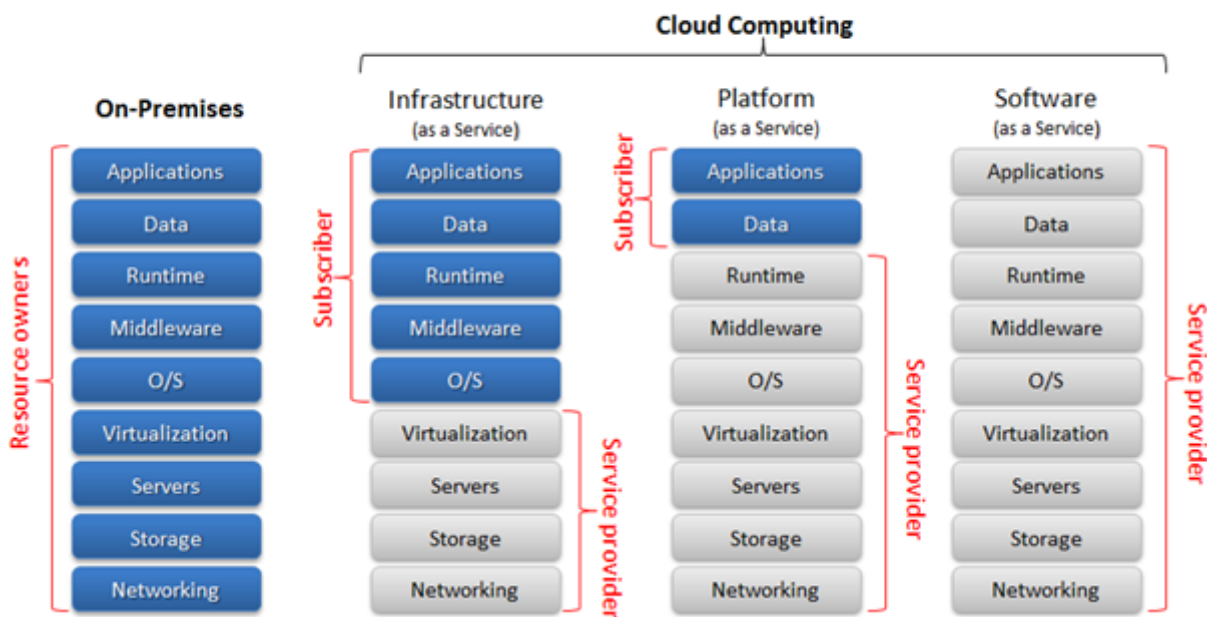 Cloud Computing
On-Premises
Infrastructure
(as a Service)
Platform
(as a Service)
Software
(as a Service)
Resource owners
Applications
Data
Runtime
Middleware
O/S
Virtualization
Servers
Storage
Networking
Subscriber
Applications
Data
Runtime
Middleware
O/S
Virtualization
Servers
Storage
Networking
Service provider
Subscriber
Applications
Data
Runtime
Middleware
O/S
Virtualization
Servers
Storage
Networking
Service provider
Applications
Data
Runtime
Middleware
O/S
Virtualization
Servers
Storage
Networking
Service provider